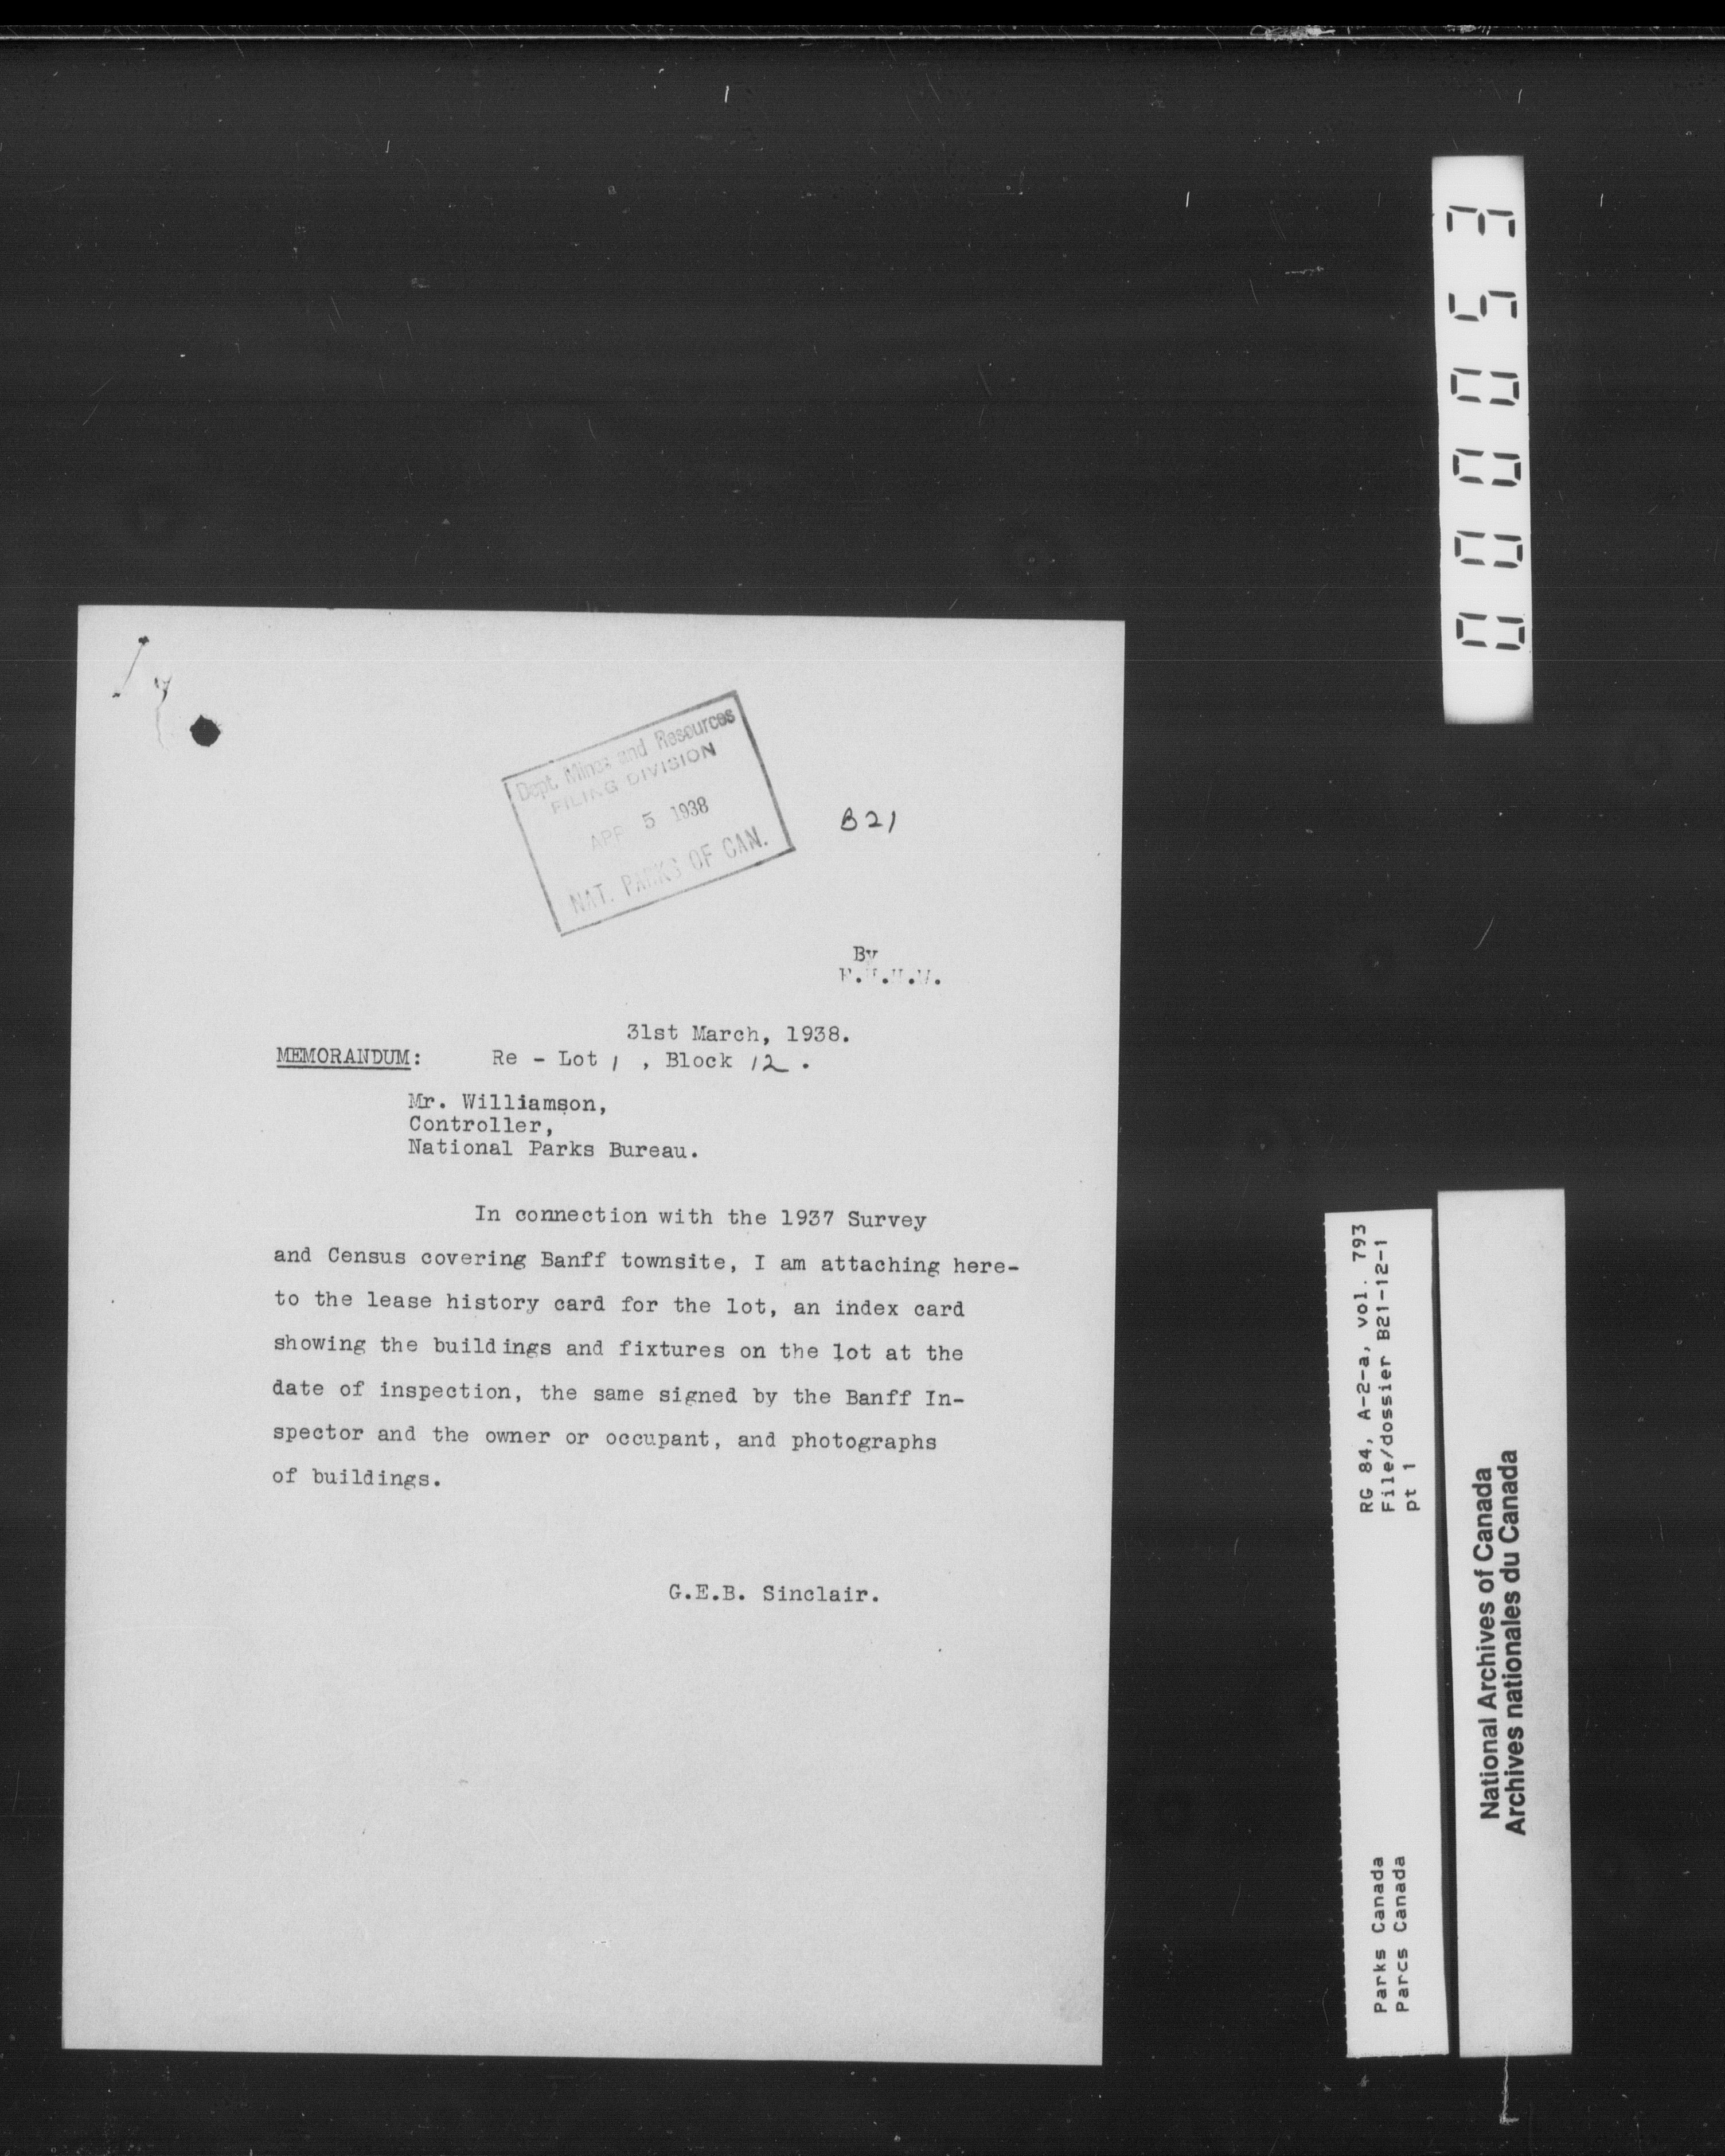 Dept. Mines and Resources
FILING DIVISION
APR 5 1938
NAT. PARKS OF CAN.
B21
By
31st March, 1938.
MEMORANDUM: Re - Lot 1 , Block 12 .
Mr. Williamson,
Controller,
National Parks Bureau.
In connection with the 1937 Survey
and Census covering Banff townsite, I am attaching here-
to the lease history card for the lot, an index card
showing the buildings and fixtures on the lot at the
date of inspection, the same signed by the Banff In-
spector and the owner or occupant, and photographs
of buildings.
G.E.B. Sinclair.
000053
RG 84, A-2-a, vol. 793
File/dossier B21-12-1
pt 1
Parks Canada
Parcs Canada
National Archives of Canada
Archives nationales du Canada